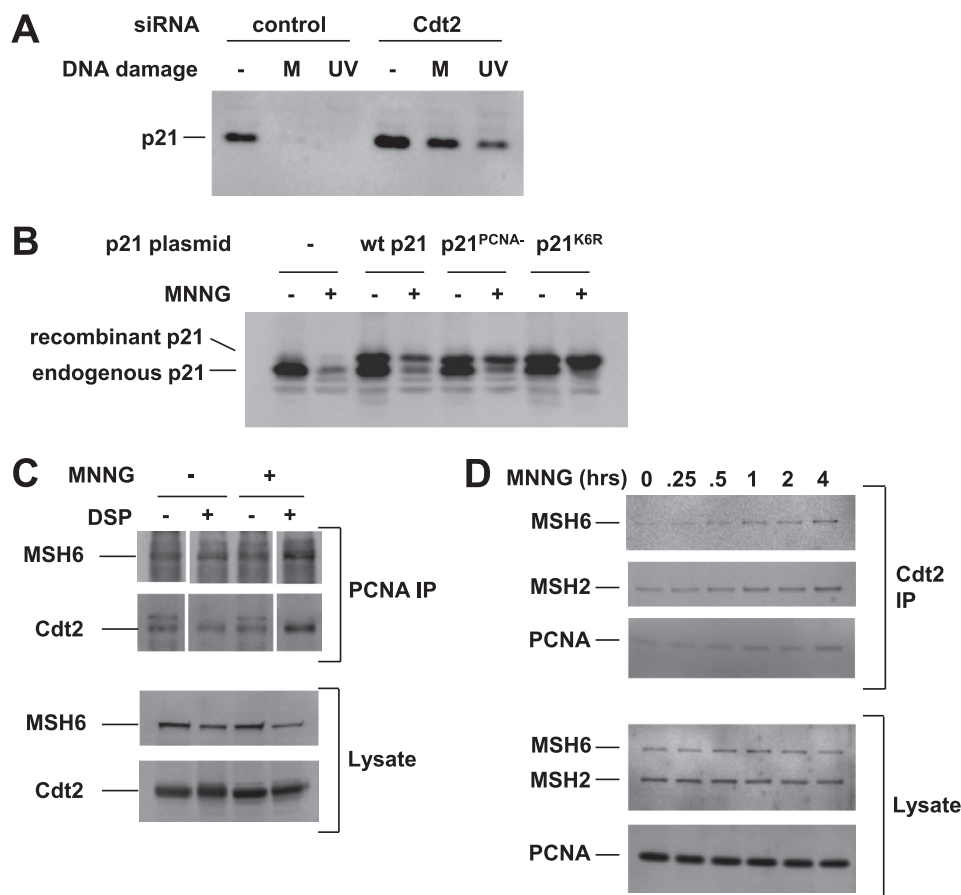 A
siRNA control Cdt2
DNA damage - M UV - M UV
p21
B
p21 plasmid - wt p21 p21PCNA- p21K6R
MNNG - + - + - + - +
recombinant p21
endogenous p21
C
MNNG - +
DSP - + - +
MSH6
Cdt2
PCNA IP
MSH6
Cdt2
Lysate
D
MNNG (hrs) 0 .25 .5 1 2 4
MSH6
MSH2
PCNA
Cdt2
IP
MSH6
MSH2
PCNA
Lysate